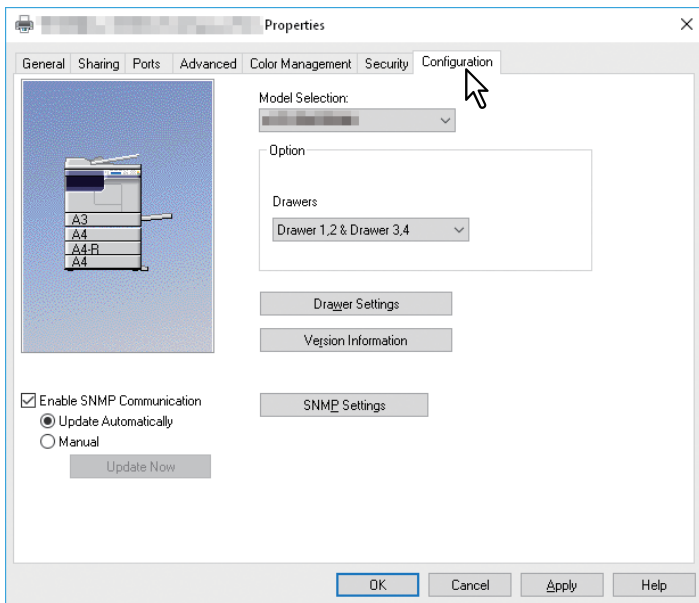 Properties
General Sharing Ports Advanced Color Management Security Configuration
Model Selection:
Option
Drawers
Drawer 1,2 & Drawer 3,4
A3
A4
A4-R
A4
Drawer Settings
Version Information
Enable SNMP Communication
SNMP Settings
Update Automatically
Manual
Update Now
OK Cancel Apply Help